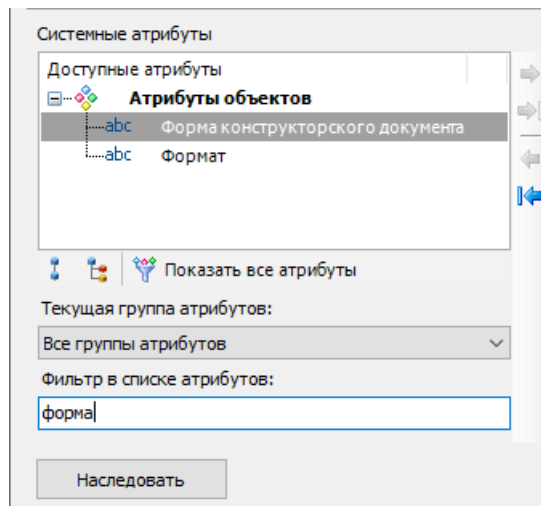 Системные атрибуты
Доступные атрибуты
Атрибуты объектов
abc Форма конструкторского документа
abc Формат
Показать все атрибуты
Текущая группа атрибутов:
Все группы атрибутов
Фильтр в списке атрибутов:
форма
Наследовать